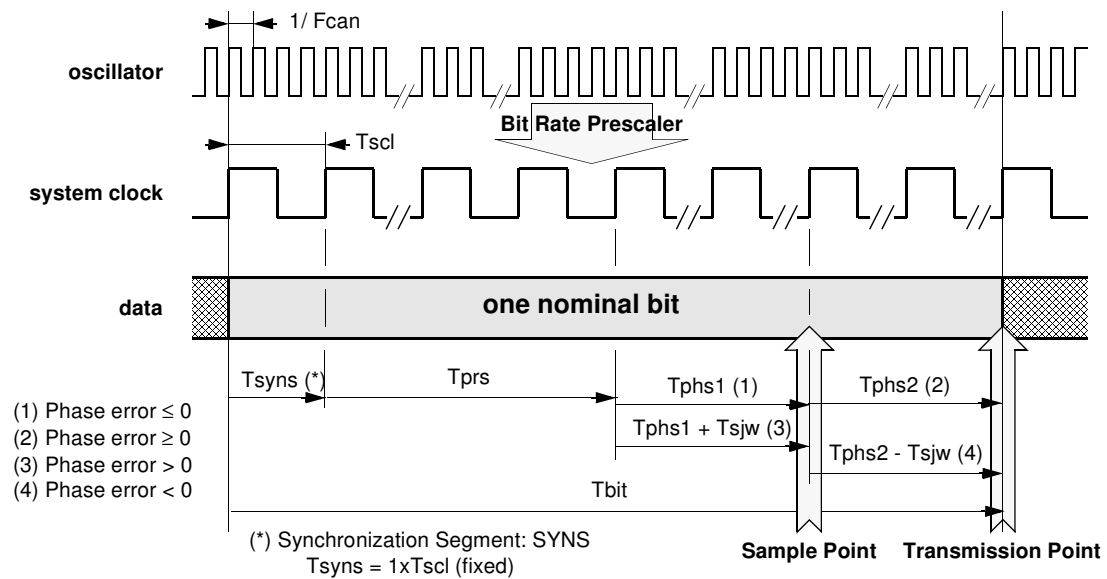 1/ Fcan
oscillator
Bit Rate Prescaler
Tscl
system clock
data
one nominal bit
Tsyns (*)
Tprs
Tphs1 (1)
Tphs2 (2)
(1) Phase error ≤ 0
(2) Phase error ≥ 0
(3) Phase error > 0
(4) Phase error < 0
Tphs1 + Tsjw (3)
Tphs2 - Tsjw (4)
Tbit
(*) Synchronization Segment: SYNS
Tsyns = 1xTscl (fixed)
Sample Point
Transmission Point